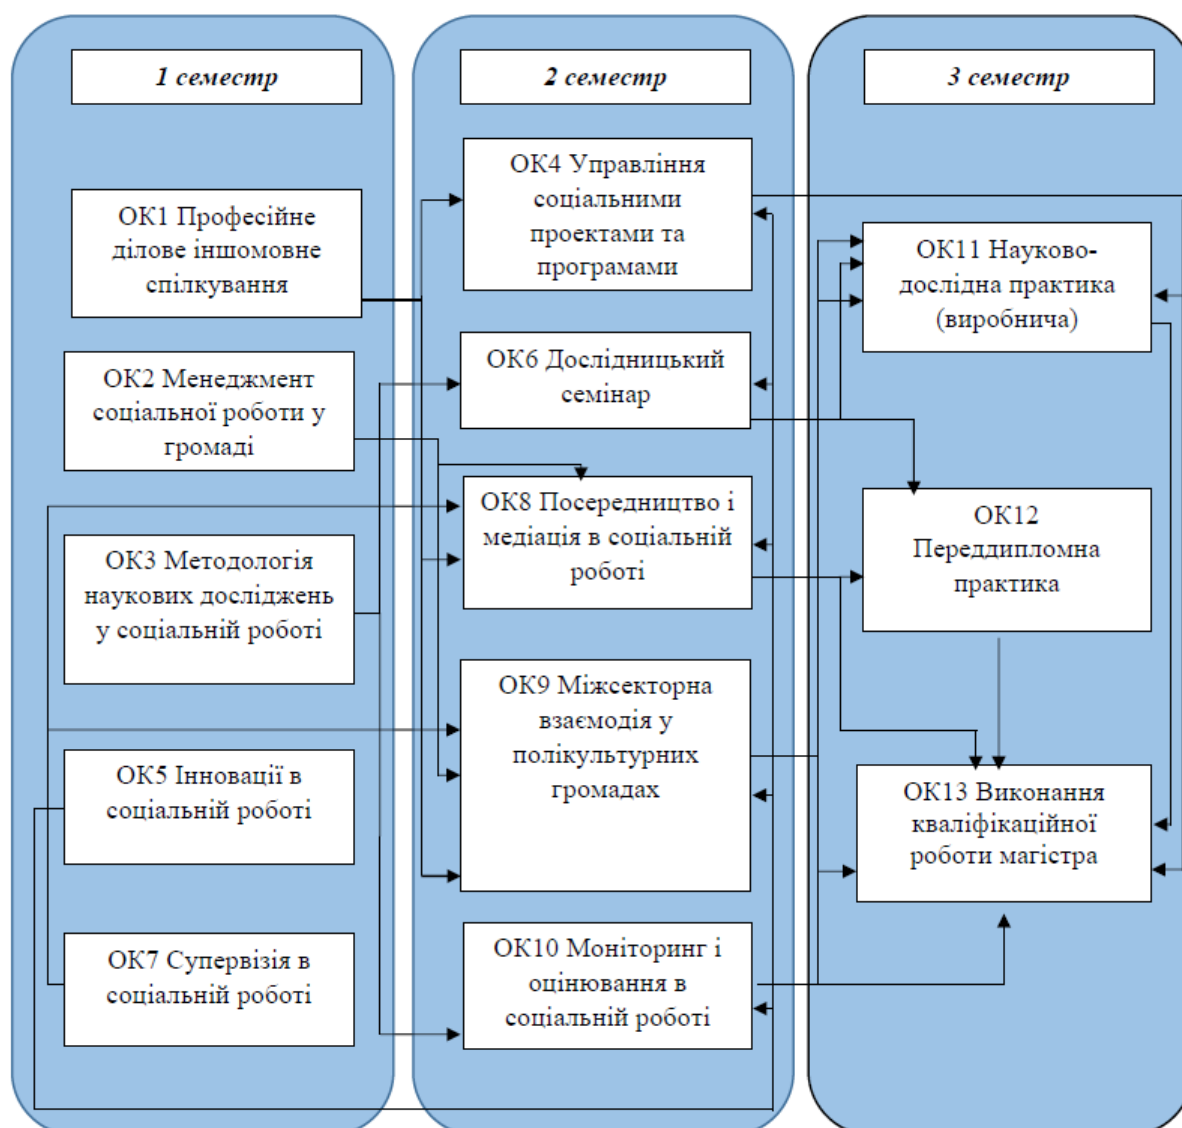 1 семестр
ОК1 Професійне
ділове іншомовне
спілкування
ОК2 Менеджмент
соціальної роботи у
громаді
ОК3 Методологія
наукових досліджень
у соціальній роботі
ОК5 Інновації в
соціальній роботі
ОК7 Супервізія в
соціальній роботі
2 семестр
ОК4 Управління
соціальними
проектами та
програмами
ОК6 Дослідницький
семінар
ОК8 Посередництво і
медіація в соціальній
роботі
ОК9 Міжсекторна
взаємодія у
полікультурних
громадах
ОК10 Моніторинг і
оцінювання в
соціальній роботі
3 семестр
ОК11 Науково-
дослідна практика
(виробнича)
ОК12
Переддипломна
практика
ОК13 Виконання
кваліфікаційної
роботи магістра